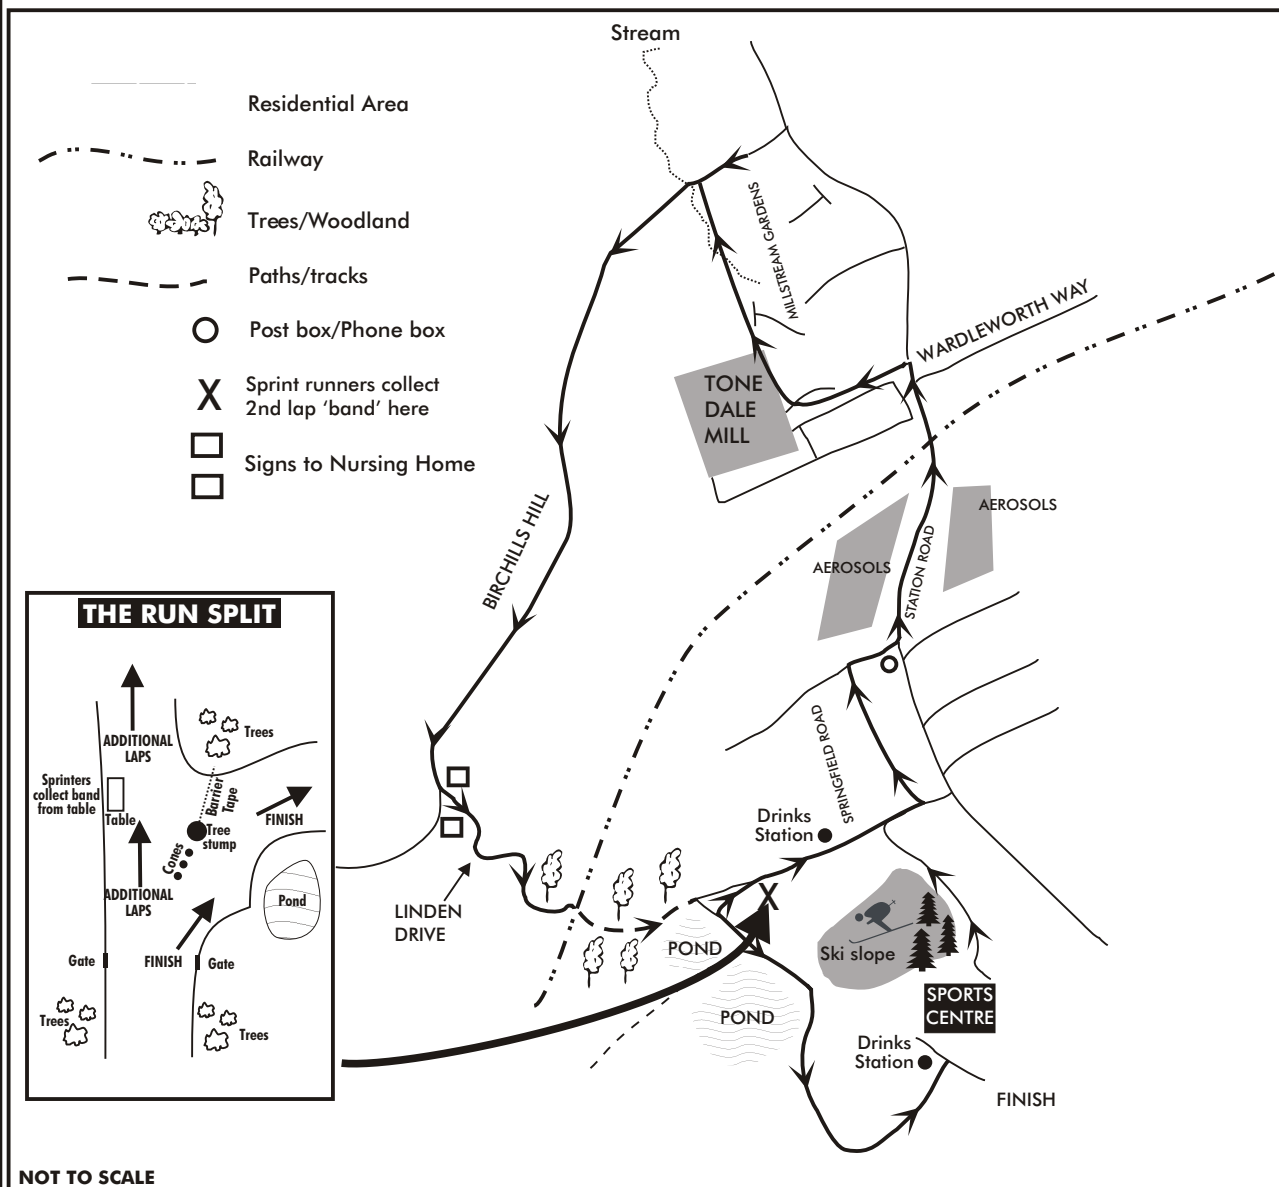 Stream
Residential Area
Railway
Trees/Woodland
Paths/tracks
Post box/Phone box
X
Sprint runners collect
2nd lap ‘band’ here
Signs to Nursing Home
MILLSTREAM GARDENS
WARDLEWORTH WAY
TONE
DALE
MILL
AEROSOLS
AEROSOLS
STATION ROAD
BIRCHILLS HILL
SPRINGFIELD ROAD
Drinks
Station
X
LINDEN
DRIVE
POND
POND
Ski slope
SPORTS
CENTRE
Drinks
Station
FINISH
THE RUN SPLIT
Trees
ADDITIONAL
LAPS
Sprinters
collect band
from table
Table
Barrier
Tape
FINISH
Tree
stump
Cones
ADDITIONAL
LAPS
Pond
Gate
FINISH
Gate
Trees
Trees
NOT TO SCALE